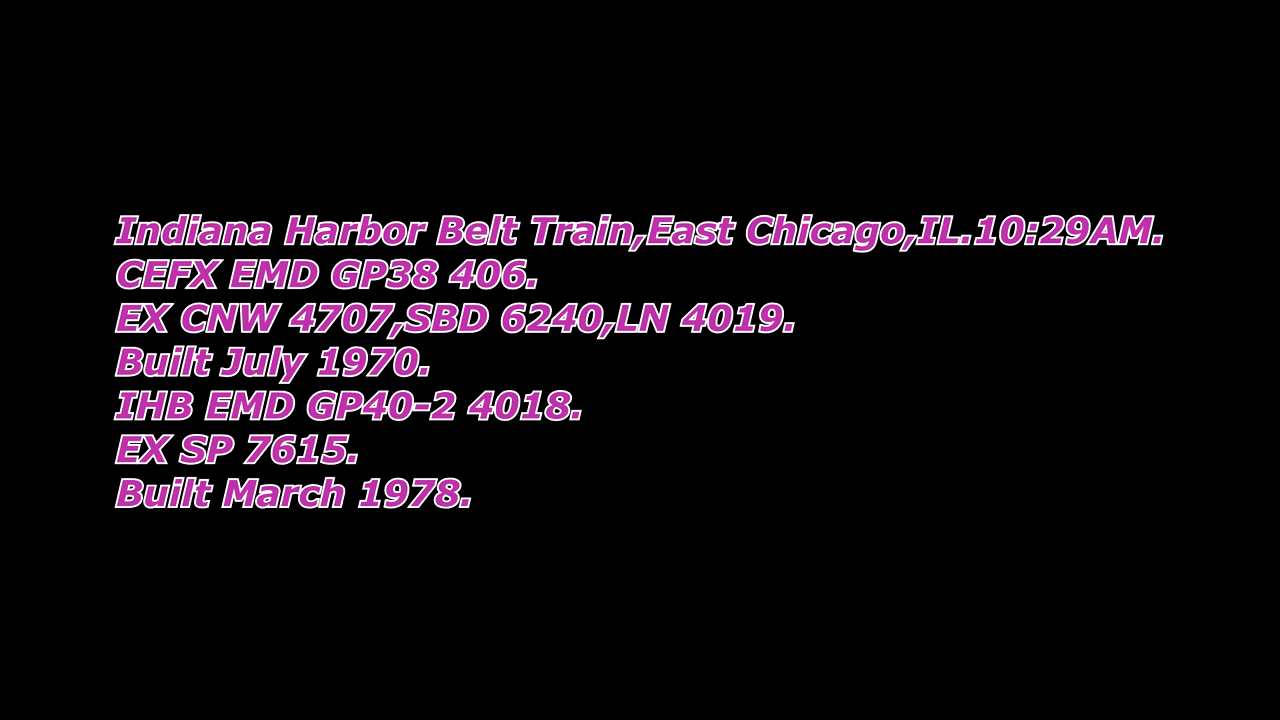 Indiana Harbor Belt Train,East Chicago,IL.10:29AM.
CEFX EMD GP38 406.
EX CNW 4707,SBD 6240,LN 4019.
Built July 1970.
IHB EMD GP40-2 4018.
EX SP 7615.
Built March 1978.